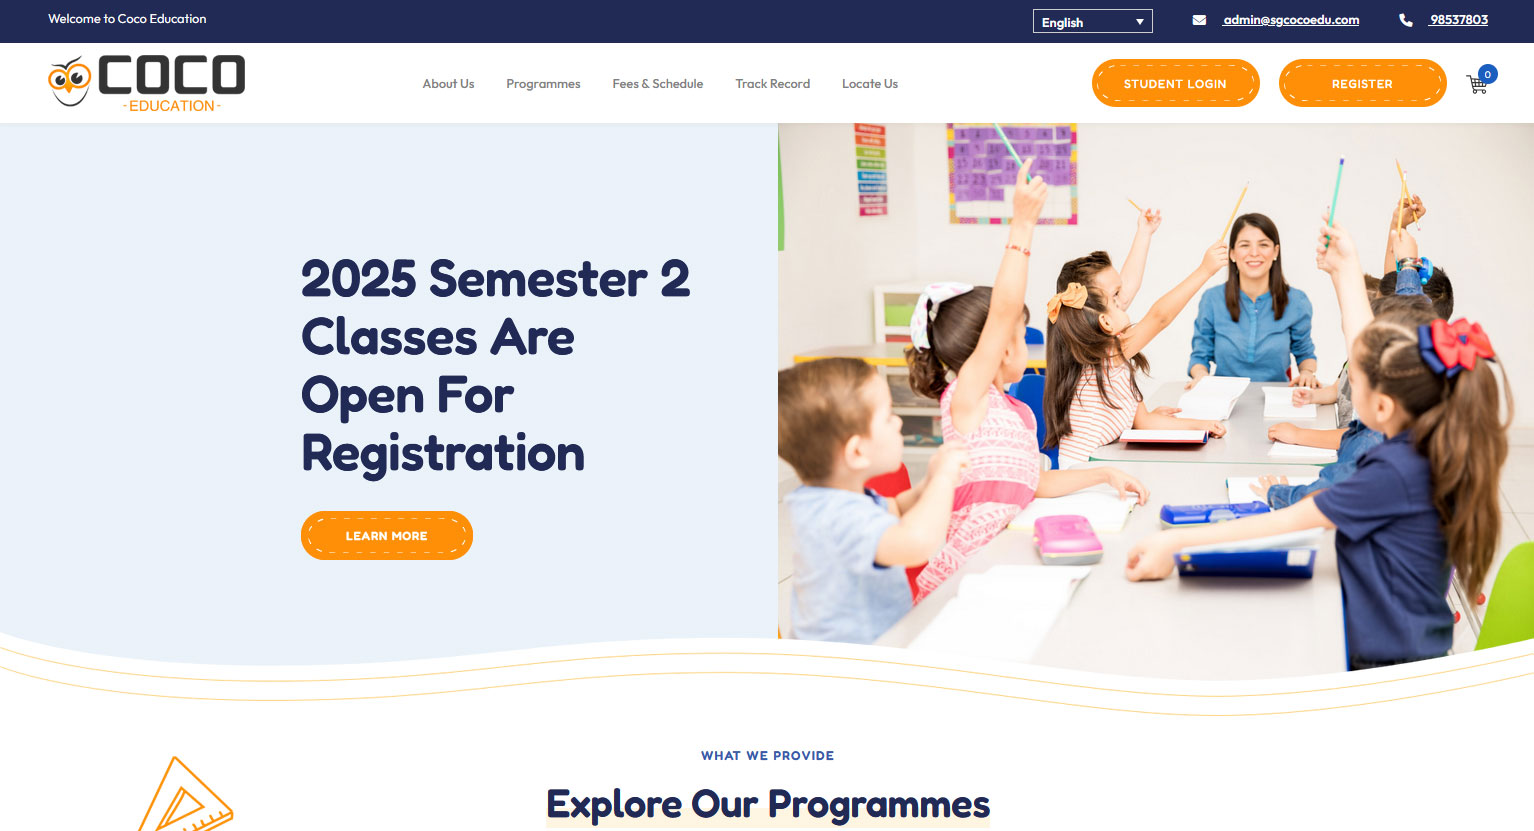 Welcome to Coco Education
English
admin@sgcocoedu.com
98537803
COCO
- EDUCATION -
About Us
Programmes
Fees & Schedule
Track Record
Locate Us
STUDENT LOGIN
REGISTER
0
2025 Semester 2
Classes Are
Open For
Registration
LEARN MORE
WHAT WE PROVIDE
Explore Our Programmes